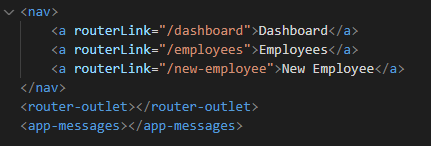 <nav>
    <a routerLink="/dashboard">Dashboard</a>
    <a routerLink="/employees">Employees</a>
    <a routerLink="/new-employee">New Employee</a>
</nav>
<router-outlet></router-outlet>
<app-messages></app-messages>